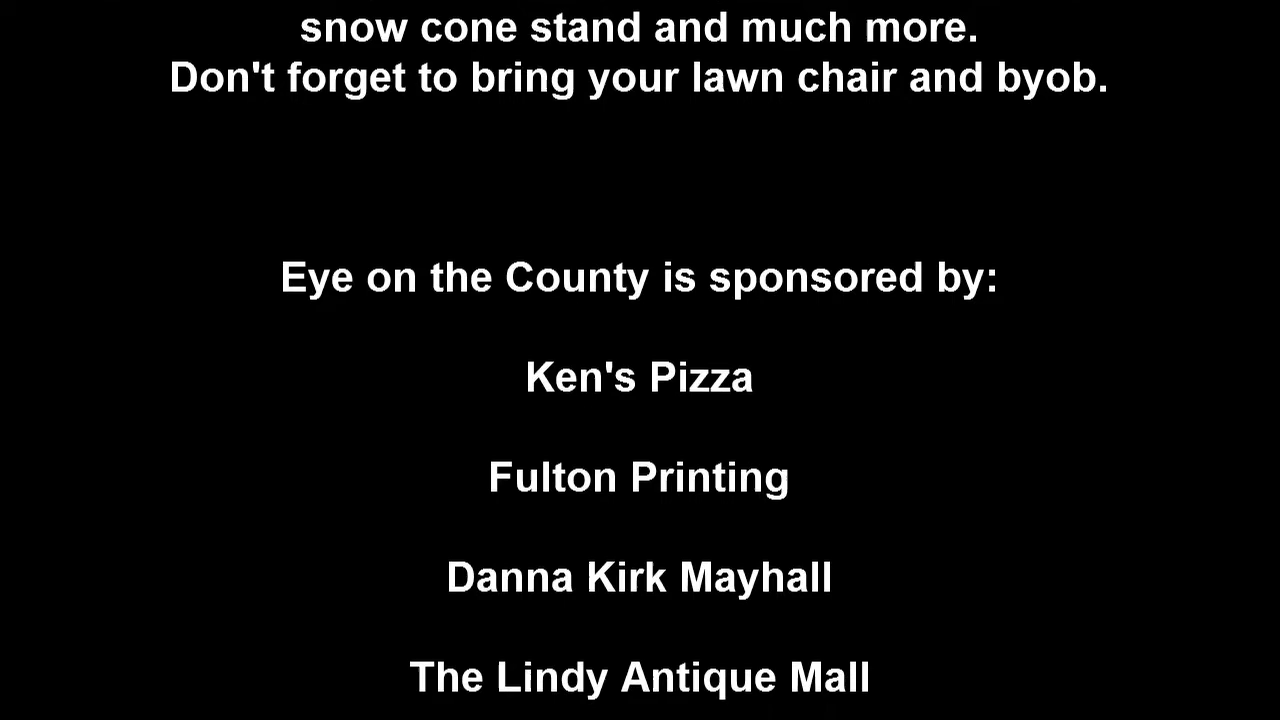 snow cone stand and much more.
Don't forget to bring your lawn chair and byob.
Eye on the County is sponsored by:
Ken's Pizza
Fulton Printing
Danna Kirk Mayhall
The Lindy Antique Mall